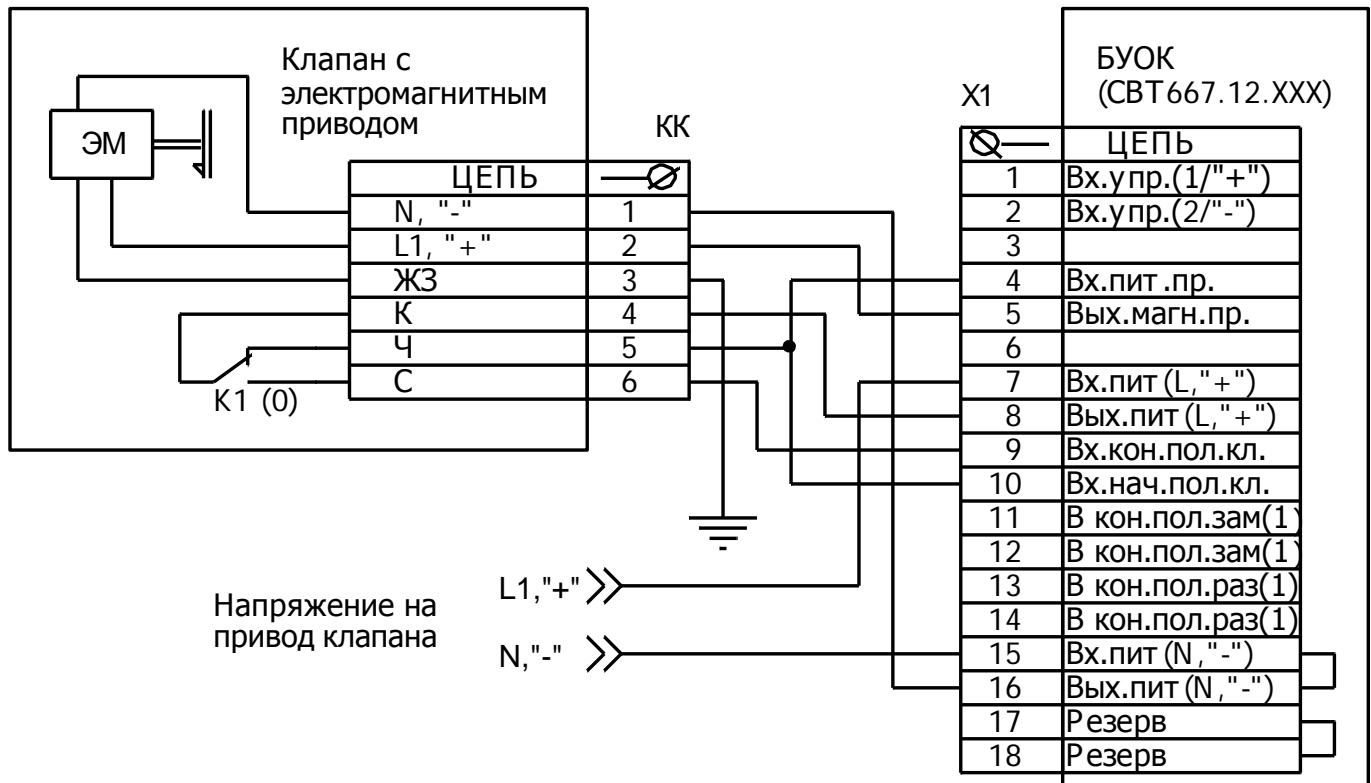 Клапан с
электромагнитным
приводом
ЭМ
КК
ЦЕПЬ
N, "-" 1
L1, "+" 2
ЖЗ 3
К 4
Ч 5
С 6
К1 (0)
Напряжение на
привод клапана
L1,"+"
N,"-"
X1
БУОК
(СВТ667.12.ХХХ)
ЦЕПЬ
1 Вх.упр.(1/"+")
2 Вх.упр.(2/"-")
3
4 Вх.пит.пр.
5 Вых.магн.пр.
6
7 Вх.пит(L,"+")
8 Вых.пит(L,"+")
9 Вх.кон.пол.кл.
10 Вх.нач.пол.кл.
11 В кон.пол.зам(1)
12 В кон.пол.зам(1)
13 В кон.пол.раз(1)
14 В кон.пол.раз(1)
15 Вх.пит(N,"-")
16 Вых.пит(N,"-")
17 Резерв
18 Резерв